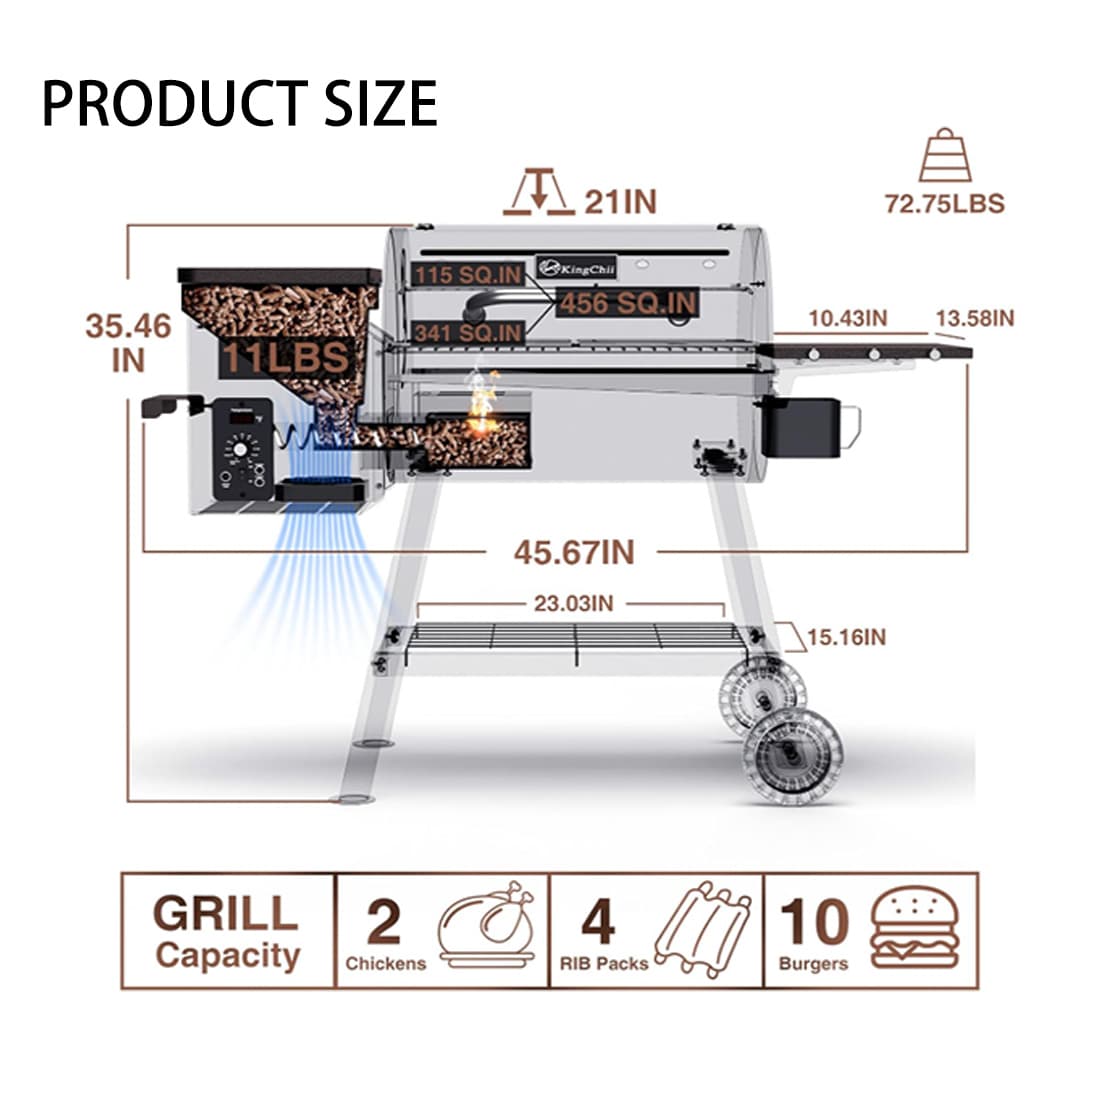 PRODUCT SIZE
72.75LBS
21IN
115 SQ.IN
KingChii
456 SQ.IN
341 SQ.IN
35.46
IN
11LBS
10.43IN
13.58IN
45.67IN
23.03IN
15.16IN
GRILL
Capacity
2
Chickens
4
RIB Packs
10
Burgers